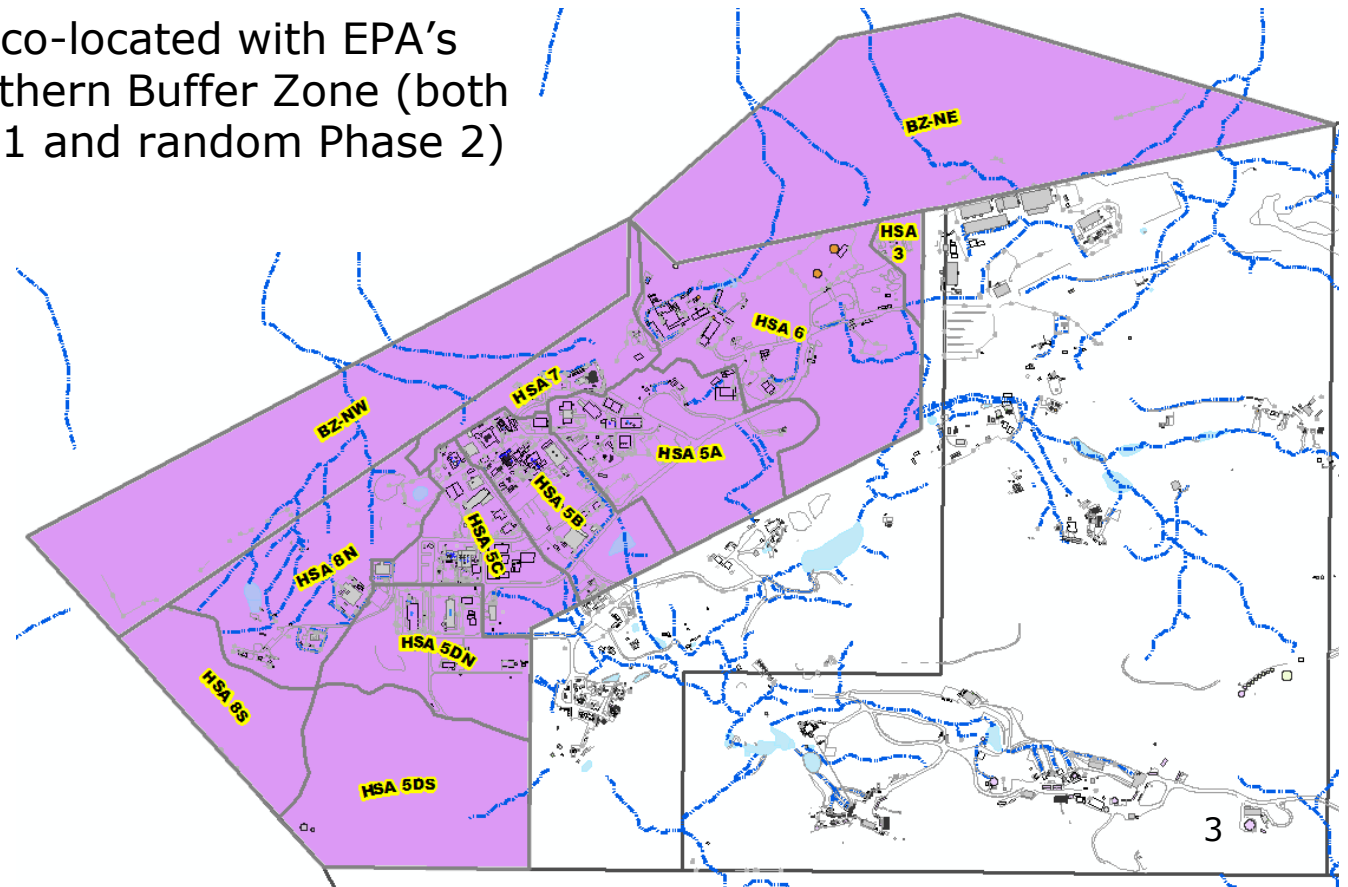 co-located with EPA’s
thern Buffer Zone (both
1 and random Phase 2)
BZ-NE
HSA
3
HSA 6
HSA 7
BZ-NW
HSA 5A
HSA 5B
HSA 5C
HSA 8N
HSA 5DN
HSA 8S
HSA 5DS
3